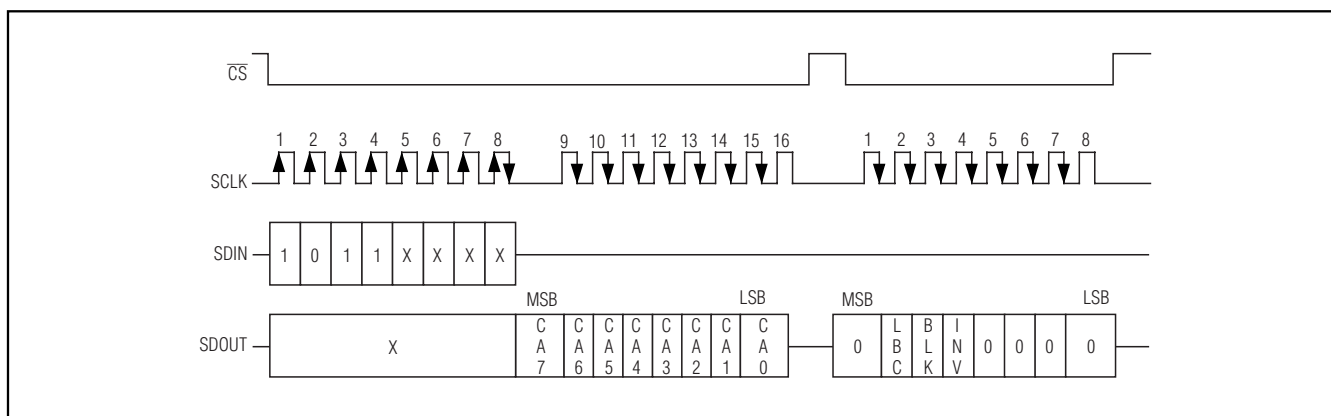 CS
1 2 3 4 5 6 7 8 9 10 11 12 13 14 15 16 1 2 3 4 5 6 7 8
SCLK
SDIN 1 0 1 1 X X X X
MSB LSB MSB LSB
SDOUT X CA7 CA6 CA5 CA4 CA3 CA2 CA1 CA0 0 LBC BLK INV 0 0 0 0